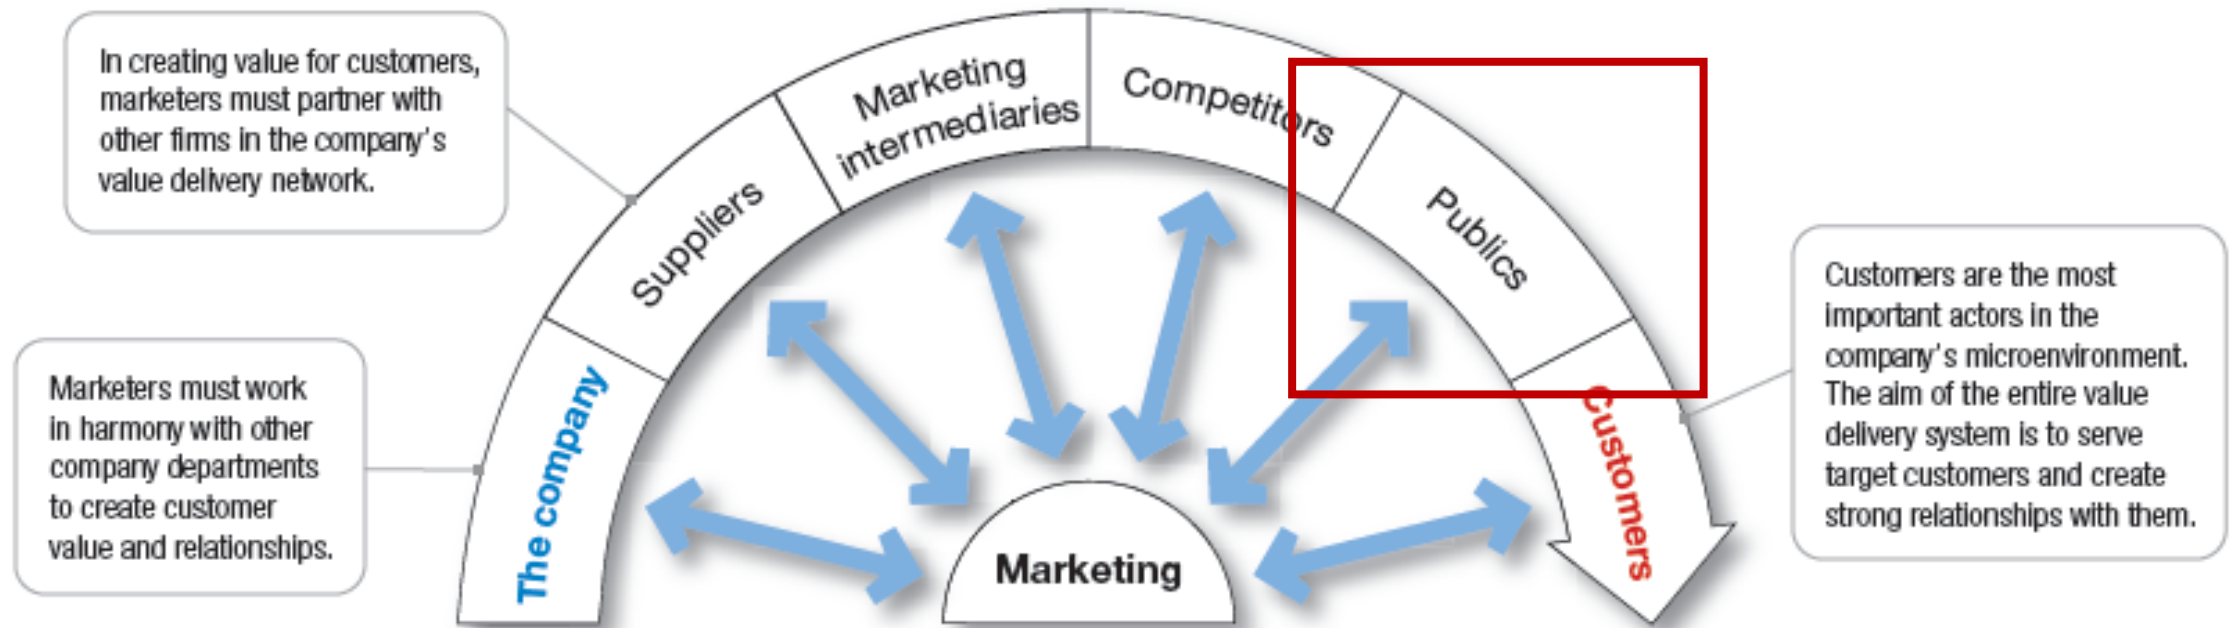 In creating value for customers,
marketers must partner with
other firms in the company's
value delivery network.
Marketers must work
in harmony with other
company departments
to create customer
value and relationships.
The company
Suppliers
Marketing
intermediaries
Competitors
Publics
Customers
Marketing
Customers are the most
important actors in the
company's microenvironment.
The aim of the entire value
delivery system is to serve
target customers and create
strong relationships with them.